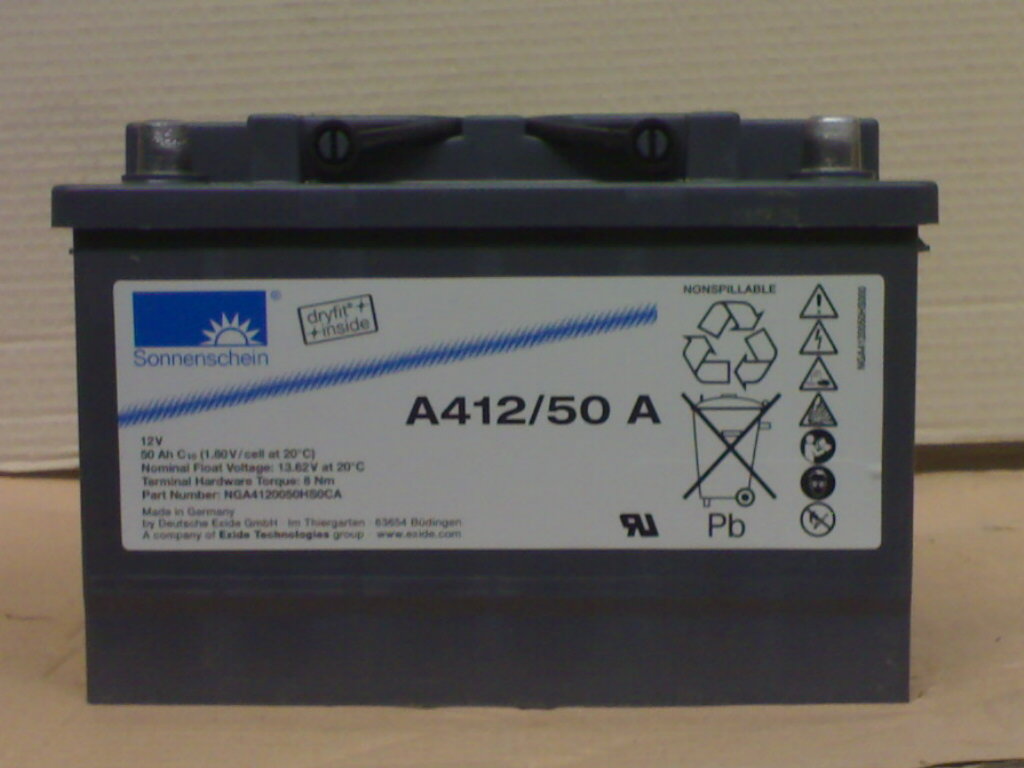 Sonnenschein
®
dryfit®
inside
NONSPILLABLE
A412/50 A
12V
50 Ah C₁₀ (1.80V/cell at 20°C)
Nominal Float Voltage: 13.62V at 20°C
Terminal Hardware Torque: 8 Nm
Part Number: NGA4120050HS0CA
Made in Germany
by Deutsche Exide GmbH · Im Thiergarten · 63654 Büdingen
A company of Exide Technologies group www.exide.com
Pb